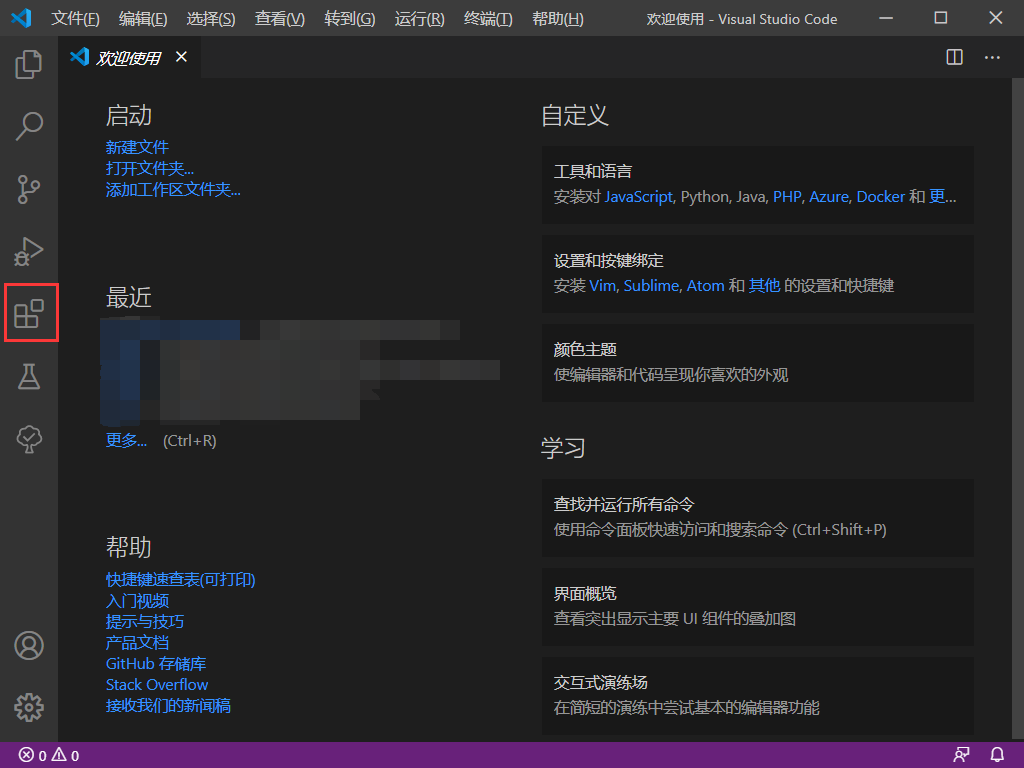 文件(F) 编辑(E) 选择(S) 查看(V) 转到(G) 运行(R) 终端(T) 帮助(H) 欢迎使用 - Visual Studio Code
欢迎使用
启动
新建文件
打开文件夹...
添加工作区文件夹...
最近
更多... (Ctrl+R)
帮助
快捷键速查表(可打印)
入门视频
提示与技巧
产品文档
GitHub 存储库
Stack Overflow
接收我们的新闻稿
自定义
工具和语言
安装对 JavaScript, Python, Java, PHP, Azure, Docker 和 更...
设置和按键绑定
安装 Vim, Sublime, Atom 和 其他 的设置和快捷键
颜色主题
使编辑器和代码呈现你喜欢的外观
学习
查找并运行所有命令
使用命令面板快速访问和搜索命令 (Ctrl+Shift+P)
界面概览
查看突出显示主要 UI 组件的叠加图
交互式演练场
在简短的演练中尝试基本的编辑器功能
0 0